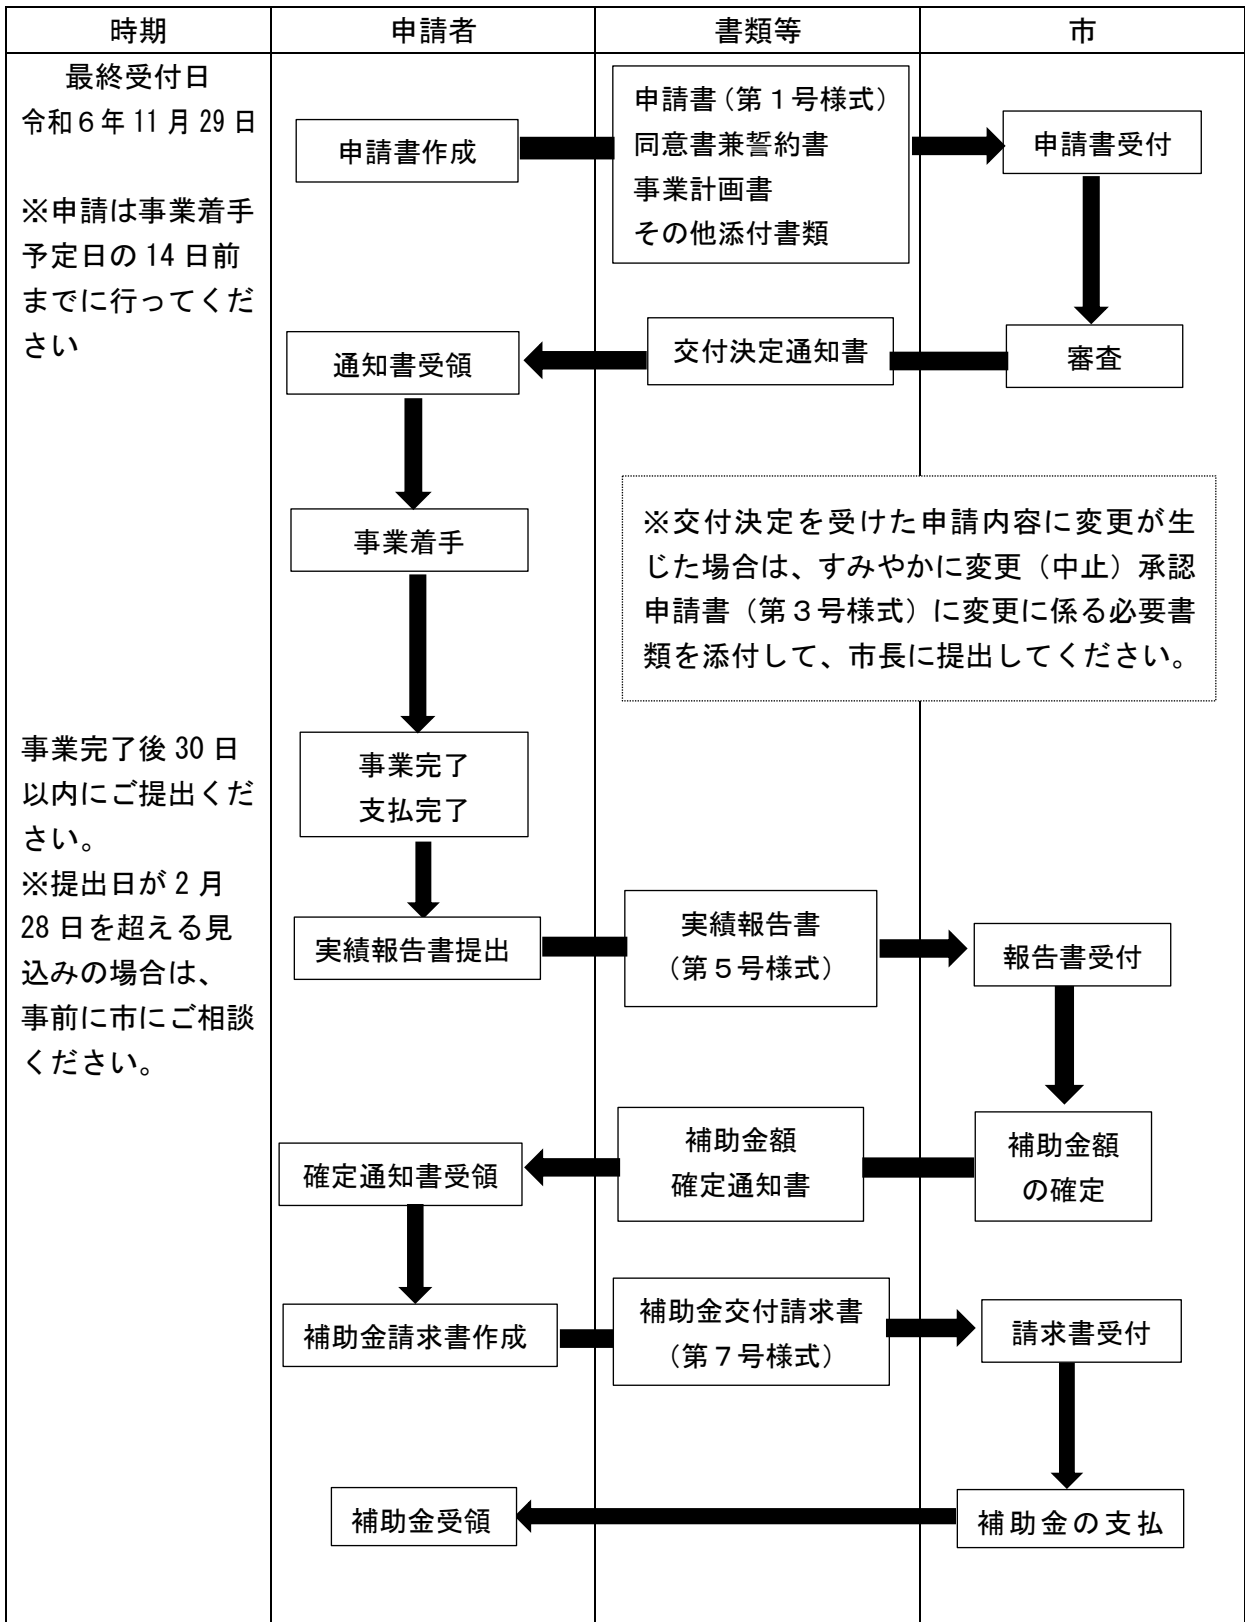 時期
申請者
書類等
市
最終受付日
令和６年 11 月 29 日
※申請は事業着手
予定日の 14 日前
までに行ってくだ
さい
申請書作成
申請書（第１号様式）
同意書兼誓約書
事業計画書
その他添付書類
申請書受付
通知書受領
交付決定通知書
審査
事業着手
※交付決定を受けた申請内容に変更が生
じた場合は、すみやかに変更（中止）承認
申請書（第３号様式）に変更に係る必要書
類を添付して、市長に提出してください。
事業完了後 30 日
以内にご提出くだ
さい。
※提出日が 2 月
28 日を超える見
込みの場合は、
事前に市にご相談
ください。
事業完了
支払完了
実績報告書提出
実績報告書
（第５号様式）
報告書受付
確定通知書受領
補助金額
確定通知書
補助金額
の確定
補助金請求書作成
補助金交付請求書
（第７号様式）
請求書受付
補助金受領
補助金の支払